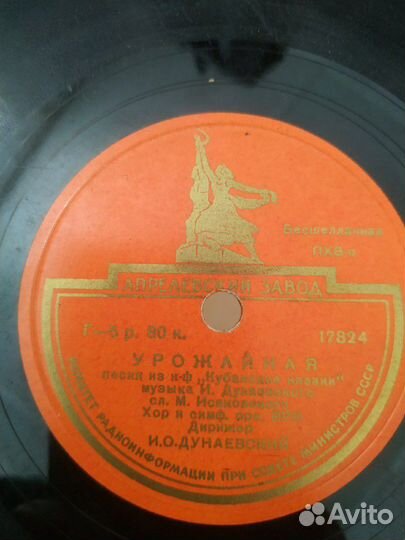 Бесшеллачная
ПХВ-п
АПРЕЛЕВСКИЙ ЗАВОД
Г-5 р. 80 к.
17824
УРОЖАЙНАЯ
песня из к-ф „Кубанские казаки"
музыка И. Дунаевского
сл. М. Исаковского
Хор и симф. орк.
Дирижер
И.О.ДУНАЕВСКИЙ
КОМИТЕТ РАДИОИНФОРМАЦИИ ПРИ СОВЕТЕ МИНИСТРОВ СССР
Avito